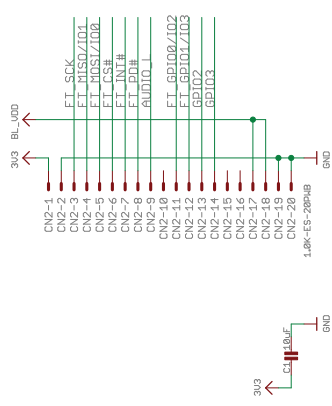 FT_SCK
FT_MISO/IO1
FT_MOSI/IO0
FT_CS#
FT_INT#
FT_PD#
AUDIO_L
FT_GPIO0/IO2
FT_GPIO1/IO3
GPIO2
GPIO3
BL_VDD
3V3
GND
CN2-1
CN2-2
CN2-3
CN2-4
CN2-5
CN2-6
CN2-7
CN2-8
CN2-9
CN2-10
CN2-11
CN2-12
CN2-13
CN2-14
CN2-15
CN2-16
CN2-17
CN2-18
CN2-19
CN2-20
1.0K-ES-20PWB
GND
C1
10uF
3V3